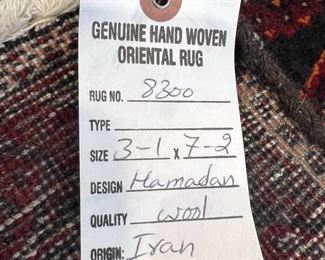 GENUINE HAND WOVEN
ORIENTAL RUG
RUG NO. 8300
TYPE
SIZE 3-1 x 7-2
DESIGN Hamadan
QUALITY wool
ORIGIN: Iran